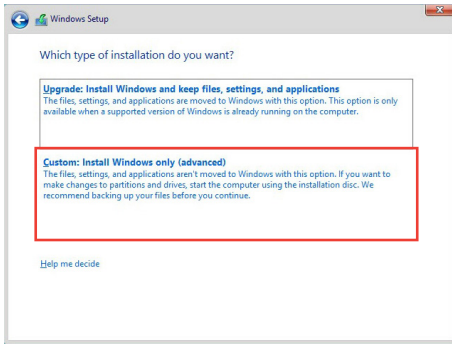 Windows Setup
Which type of installation do you want?
Upgrade: Install Windows and keep files, settings, and applications
The files, settings, and applications are moved to Windows with this option. This option is only
available when a supported version of Windows is already running on the computer.
Custom: Install Windows only (advanced)
The files, settings, and applications aren't moved to Windows with this option. If you want to
make changes to partitions and drives, start the computer using the installation disc. We
recommend backing up your files before you continue.
Help me decide